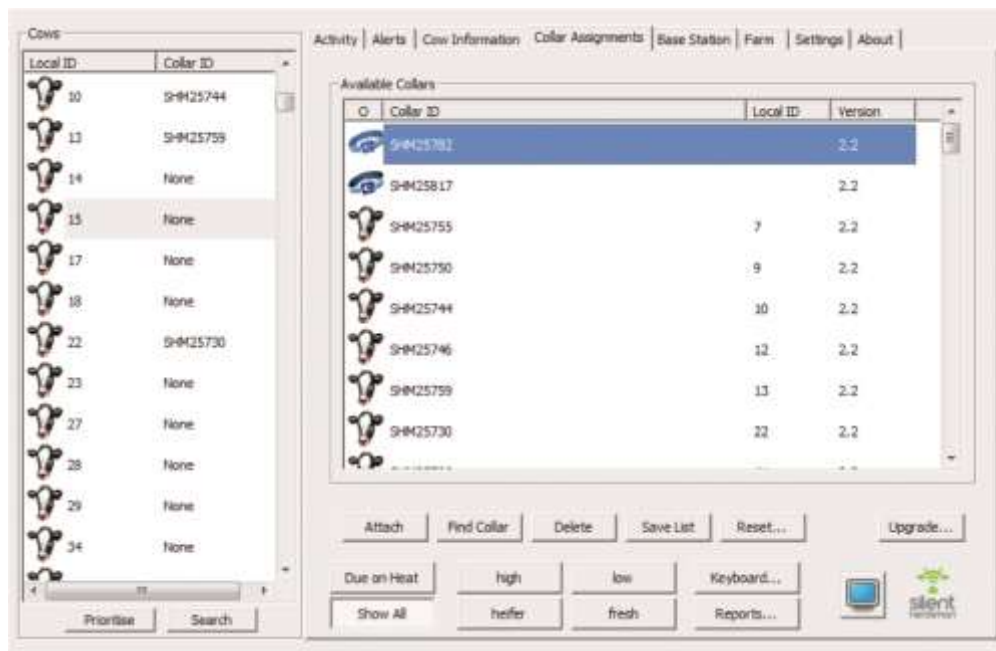 Cows
Local ID Collar ID
10 SHM25744
13 SHM25759
14 None
15 None
17 None
18 None
22 SHM25730
23 None
27 None
28 None
29 None
34 None
Prioritise Search
Activity Alerts Cow Information Collar Assignments Base Station Farm Settings About
Available Collars
O Collar ID Local ID Version
SHM25782 2.2
SHM25817 2.2
SHM25755 7 2.2
SHM25750 9 2.2
SHM25744 10 2.2
SHM25746 12 2.2
SHM25759 13 2.2
SHM25730 22 2.2
Attach Find Collar Delete Save List Reset... Upgrade...
Due on Heat high low Keyboard...
Show All heifer fresh Reports...
silent
herdsman